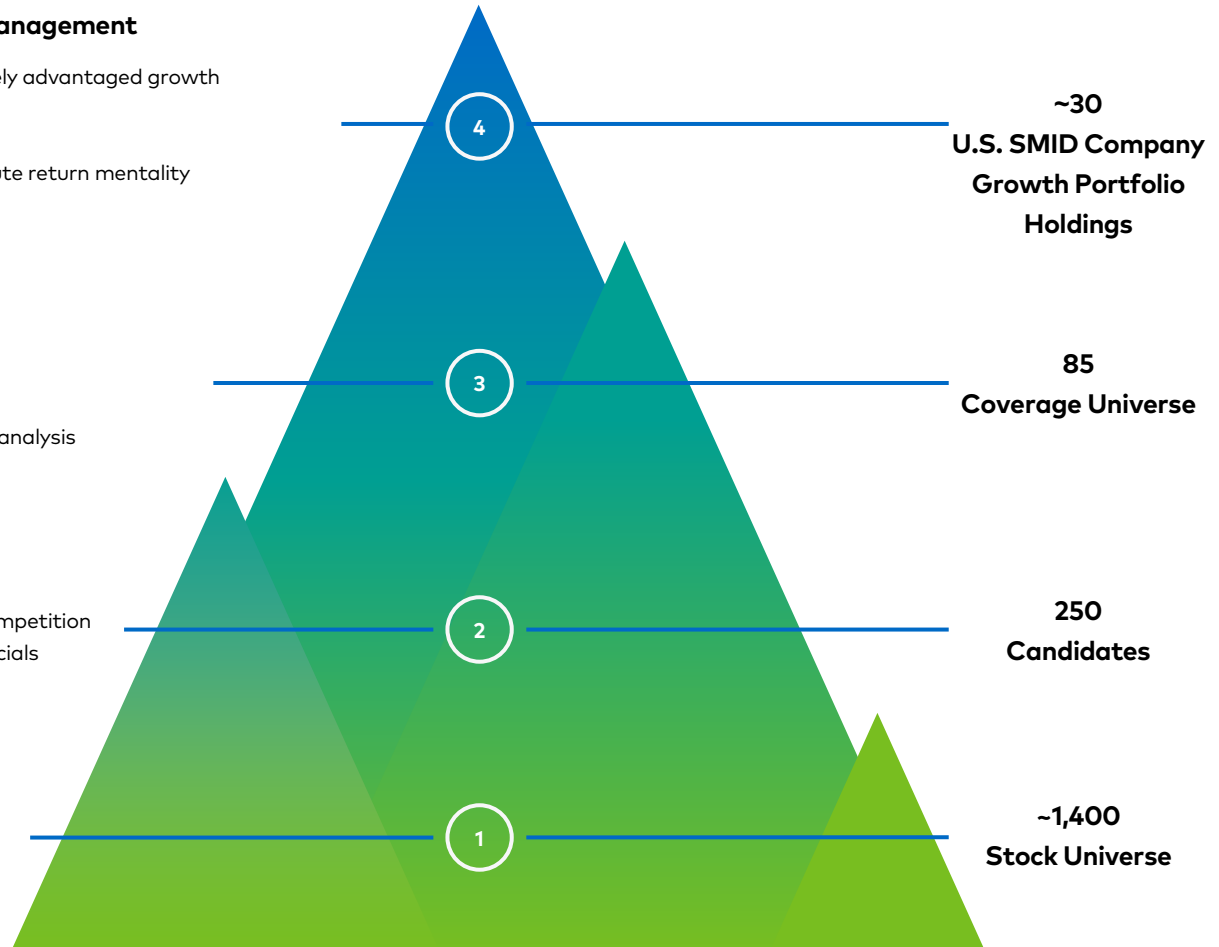 anagement
ely advantaged growth
4
~30
U.S. SMID Company
Growth Portfolio
Holdings
ute return mentality
3
85
Coverage Universe
analysis
mpetition
cials
2
250
Candidates
1
~1,400
Stock Universe